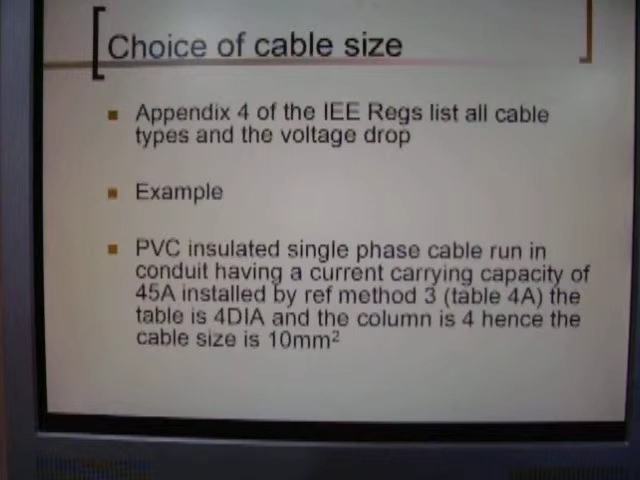 Choice of cable size
Appendix 4 of the IEE Regs list all cable
types and the voltage drop
Example
PVC insulated single phase cable run in
conduit having a current carrying capacity of
45A installed by ref method 3 (table 4A) the
table is 4DIA and the column is 4 hence the
cable size is 10mm²